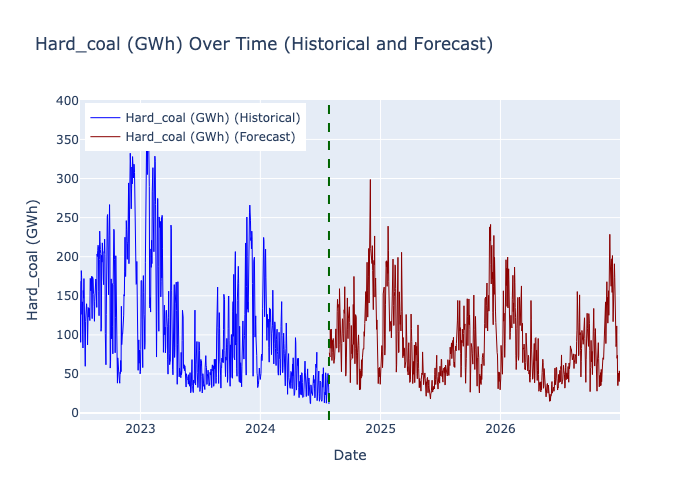 Hard_coal (GWh) Over Time (Historical and Forecast)
Hard_coal (GWh) (Historical)
Hard_coal (GWh) (Forecast)
Hard_coal (GWh)
400
350
300
250
200
150
100
50
0
2023
2024
2025
2026
Date